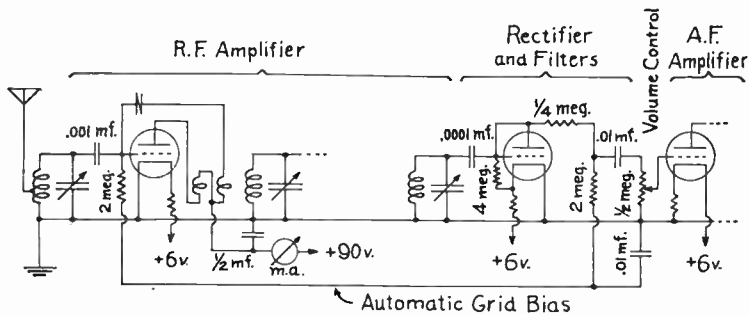 R.F. Amplifier
Rectifier
and Filters
Volume Control
A.F.
Amplifier
.001 mf.
2 meg.
+6v.
1/2 mf.
m.a.
+90v.
.0001 mf.
4 meg.
1/4 meg.
+6v.
2 meg.
.01 mf.
1/2 meg.
.01 mf.
+6v.
Automatic Grid Bias